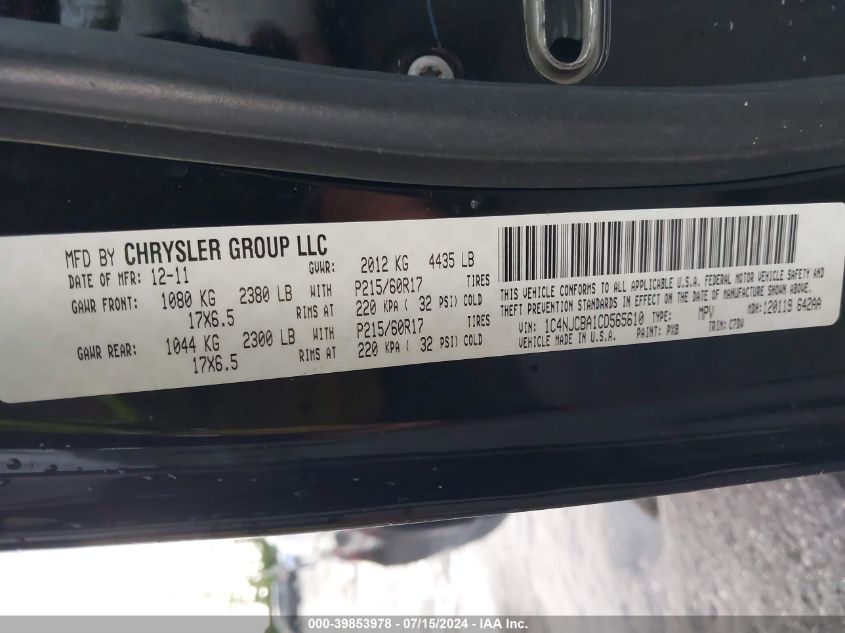 MFD BY CHRYSLER GROUP LLC
DATE OF MFR: 12-11 GVWR: 2012 KG 4435 LB
GAWR FRONT: 1080 KG 2380 LB WITH P215/60R17 TIRES
17X6.5 RIMS AT 220 KPA ( 32 PSI) COLD
GAWR REAR: 1044 KG 2300 LB WITH P215/60R17 TIRES
17X6.5 RIMS AT 220 KPA ( 32 PSI) COLD
THIS VEHICLE CONFORMS TO ALL APPLICABLE U.S.A. FEDERAL MOTOR VEHICLE SAFETY AND
THEFT PREVENTION STANDARDS IN EFFECT ON THE DATE OF MANUFACTURE SHOWN ABOVE.
VIN: 1C4NJCBA1CD565610 TYPE: MPV MDH: 120119 642AA
VEHICLE MADE IN U.S.A. PAINT: PX8 TRIM: C7DV
000-39853978 - 07/15/2024 - IAA Inc.